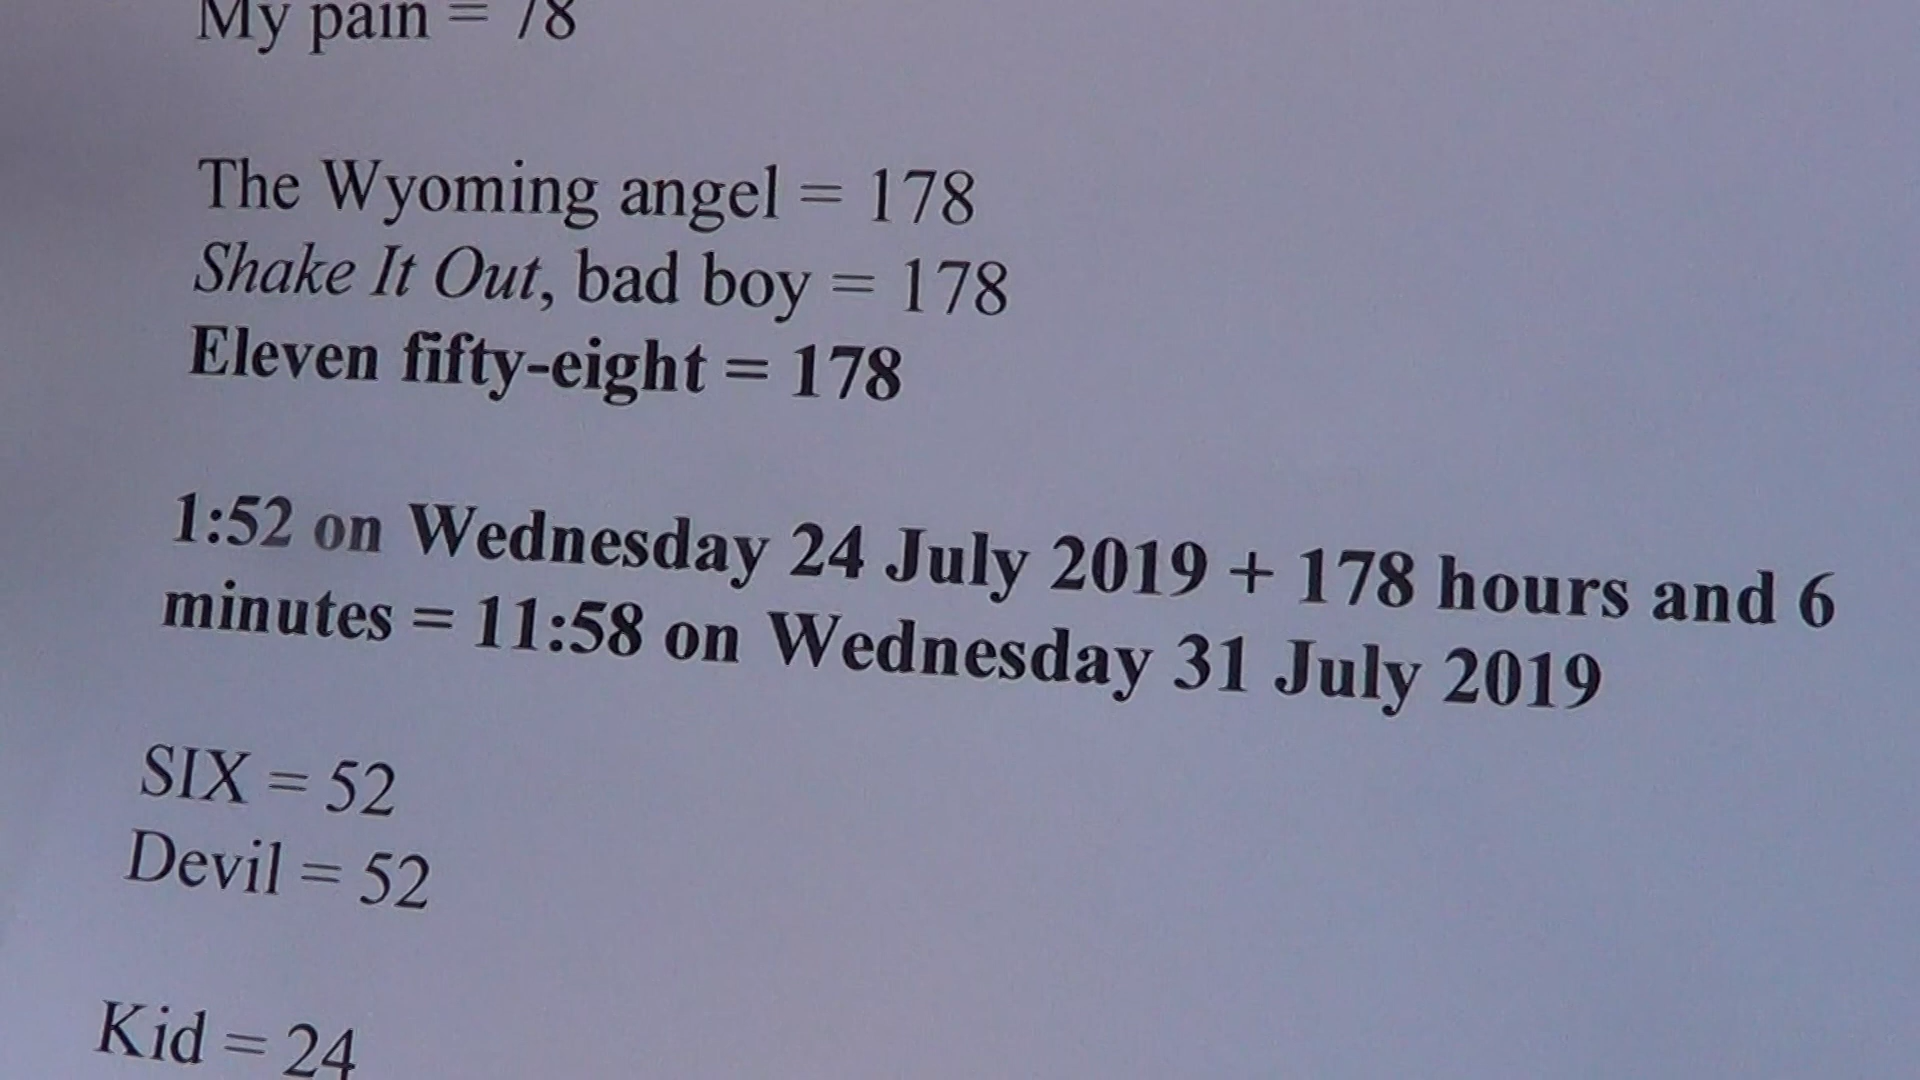 My pain = 78
The Wyoming angel = 178
Shake It Out, bad boy = 178
Eleven fifty-eight = 178
1:52 on Wednesday 24 July 2019 + 178 hours and 6
minutes = 11:58 on Wednesday 31 July 2019
SIX = 52
Devil = 52
Kid = 24